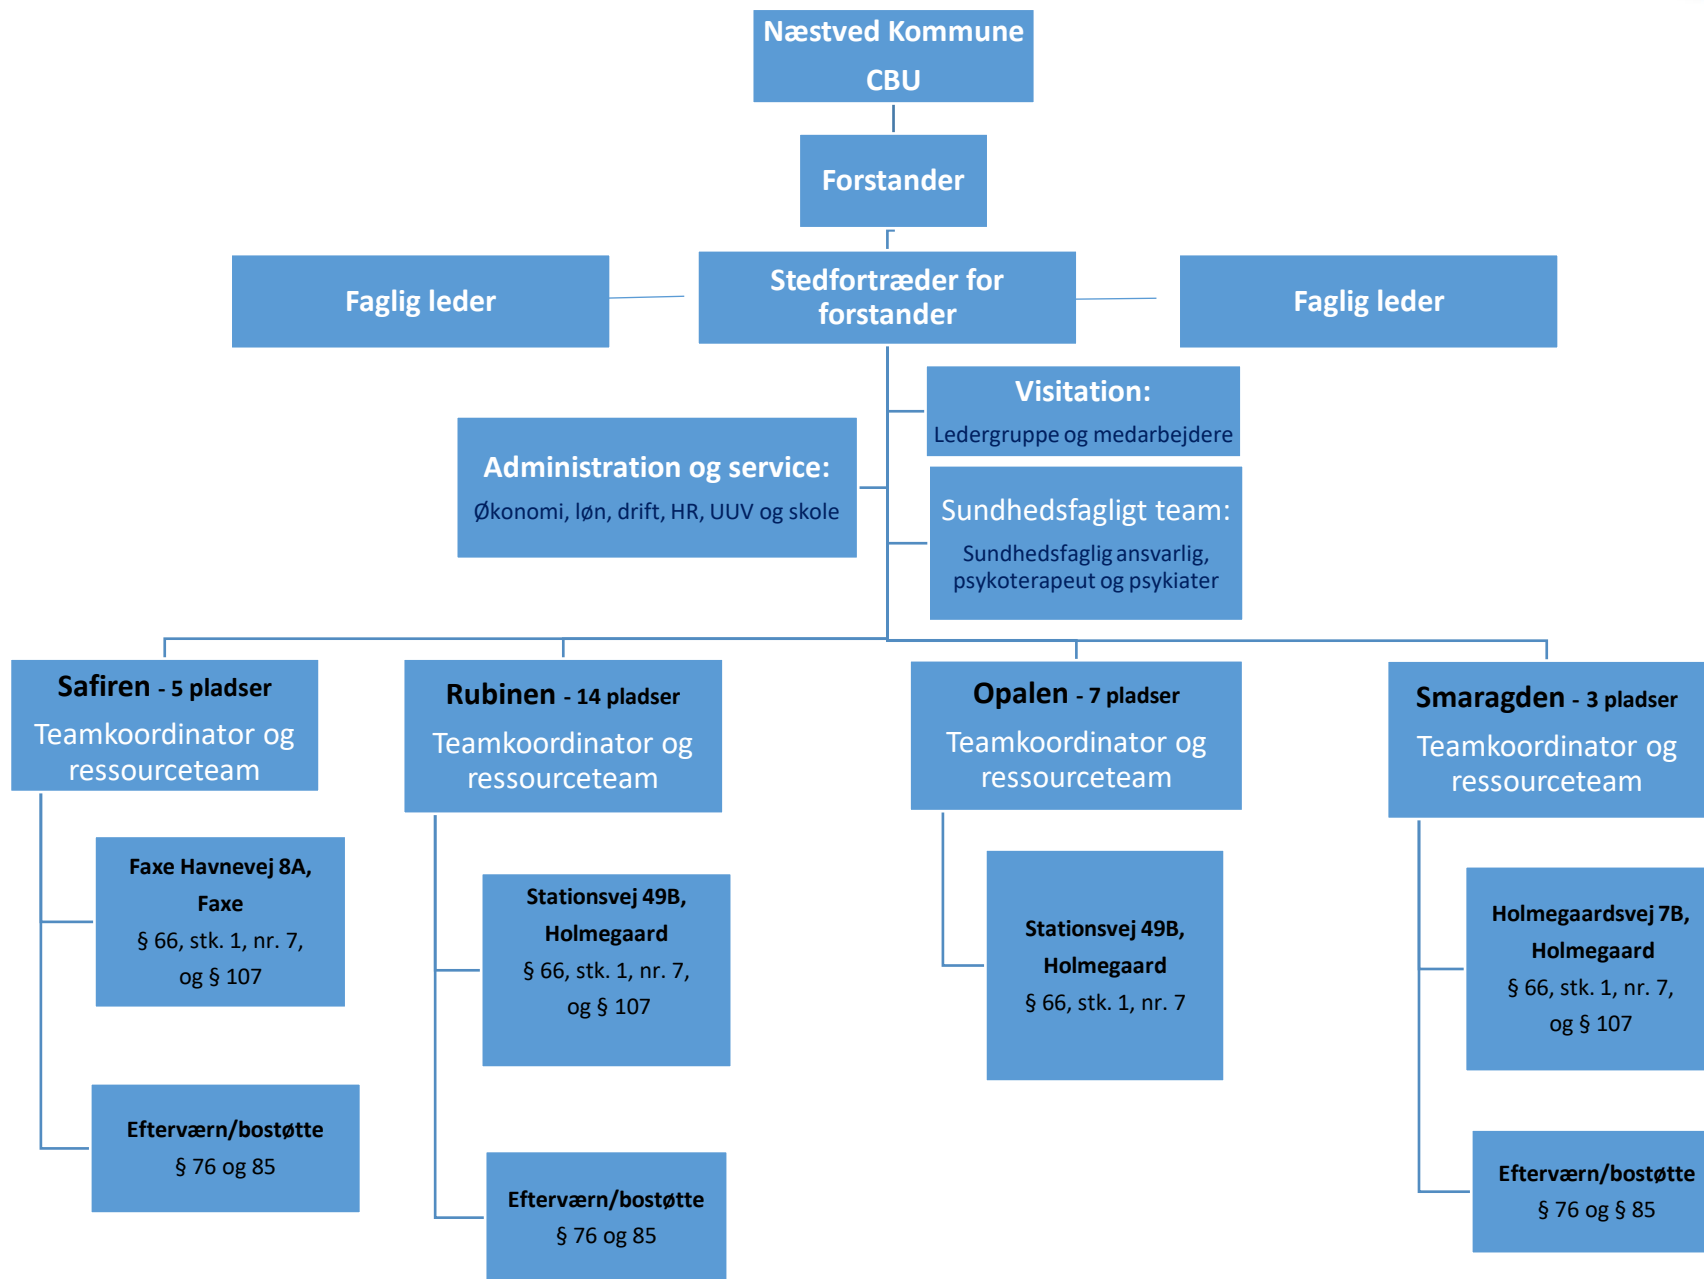 Næstved Kommune
CBU
Forstander
Faglig leder
Stedfortræder for
forstander
Faglig leder
Visitation:
Ledergruppe og medarbejdere
Administration og service:
Økonomi, løn, drift, HR, UUV og skole
Sundhedsfagligt team:
Sundhedsfaglig ansvarlig,
psykoterapeut og psykiater
Safiren - 5 pladser
Teamkoordinator og
ressourceteam
Rubinen - 14 pladser
Teamkoordinator og
ressourceteam
Opalen - 7 pladser
Teamkoordinator og
ressourceteam
Smaragden - 3 pladser
Teamkoordinator og
ressourceteam
Faxe Havnevej 8A,
Faxe
§ 66, stk. 1, nr. 7,
og § 107
Stationsvej 49B,
Holmegaard
§ 66, stk. 1, nr. 7,
og § 107
Stationsvej 49B,
Holmegaard
§ 66, stk. 1, nr. 7
Holmegaardsvej 7B,
Holmegaard
§ 66, stk. 1, nr. 7,
og § 107
Efterværn/bostøtte
§ 76 og 85
Efterværn/bostøtte
§ 76 og 85
Efterværn/bostøtte
§ 76 og § 85